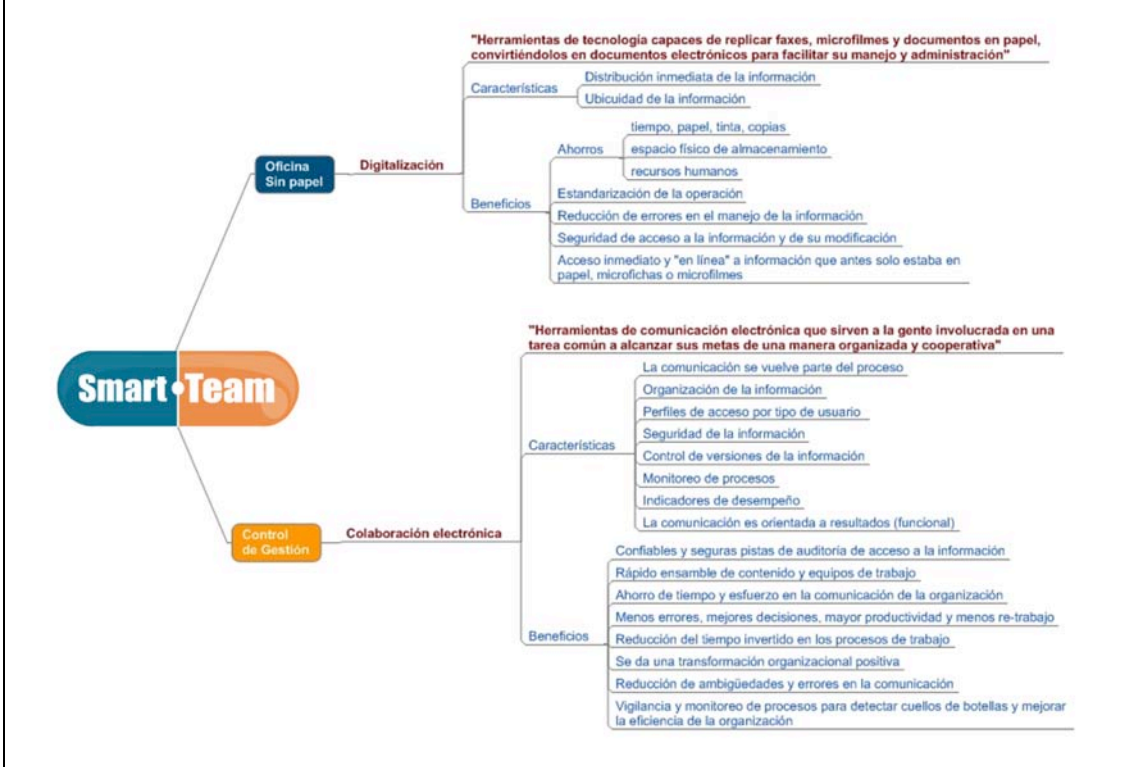 "Herramientas de tecnología capaces de replicar faxes, microfilmes y documentos en papel,
convirtiéndolos en documentos electrónicos para facilitar su manejo y administración"
Características
Distribución inmediata de la información
Ubicuidad de la información
Oficina
Sin papel
Digitalización
Beneficios
Ahorros
tiempo, papel, tinta, copias
espacio físico de almacenamiento
recursos humanos
Estandarización de la operación
Reducción de errores en el manejo de la información
Seguridad de acceso a la información y de su modificación
Acceso inmediato y "en línea" a información que antes solo estaba en
papel, microfichas o microfilmes
Smart•Team
"Herramientas de comunicación electrónica que sirven a la gente involucrada en una
tarea común a alcanzar sus metas de una manera organizada y cooperativa"
Características
La comunicación se vuelve parte del proceso
Organización de la información
Perfiles de acceso por tipo de usuario
Seguridad de la información
Control de versiones de la información
Monitoreo de procesos
Indicadores de desempeño
La comunicación es orientada a resultados (funcional)
Control
de Gestión
Colaboración electrónica
Beneficios
Confiables y seguras pistas de auditoría de acceso a la información
Rápido ensamble de contenido y equipos de trabajo
Ahorro de tiempo y esfuerzo en la comunicación de la organización
Menos errores, mejores decisiones, mayor productividad y menos re-trabajo
Reducción del tiempo invertido en los procesos de trabajo
Se da una transformación organizacional positiva
Reducción de ambigüedades y errores en la comunicación
Vigilancia y monitoreo de procesos para detectar cuellos de botellas y mejorar
la eficiencia de la organización